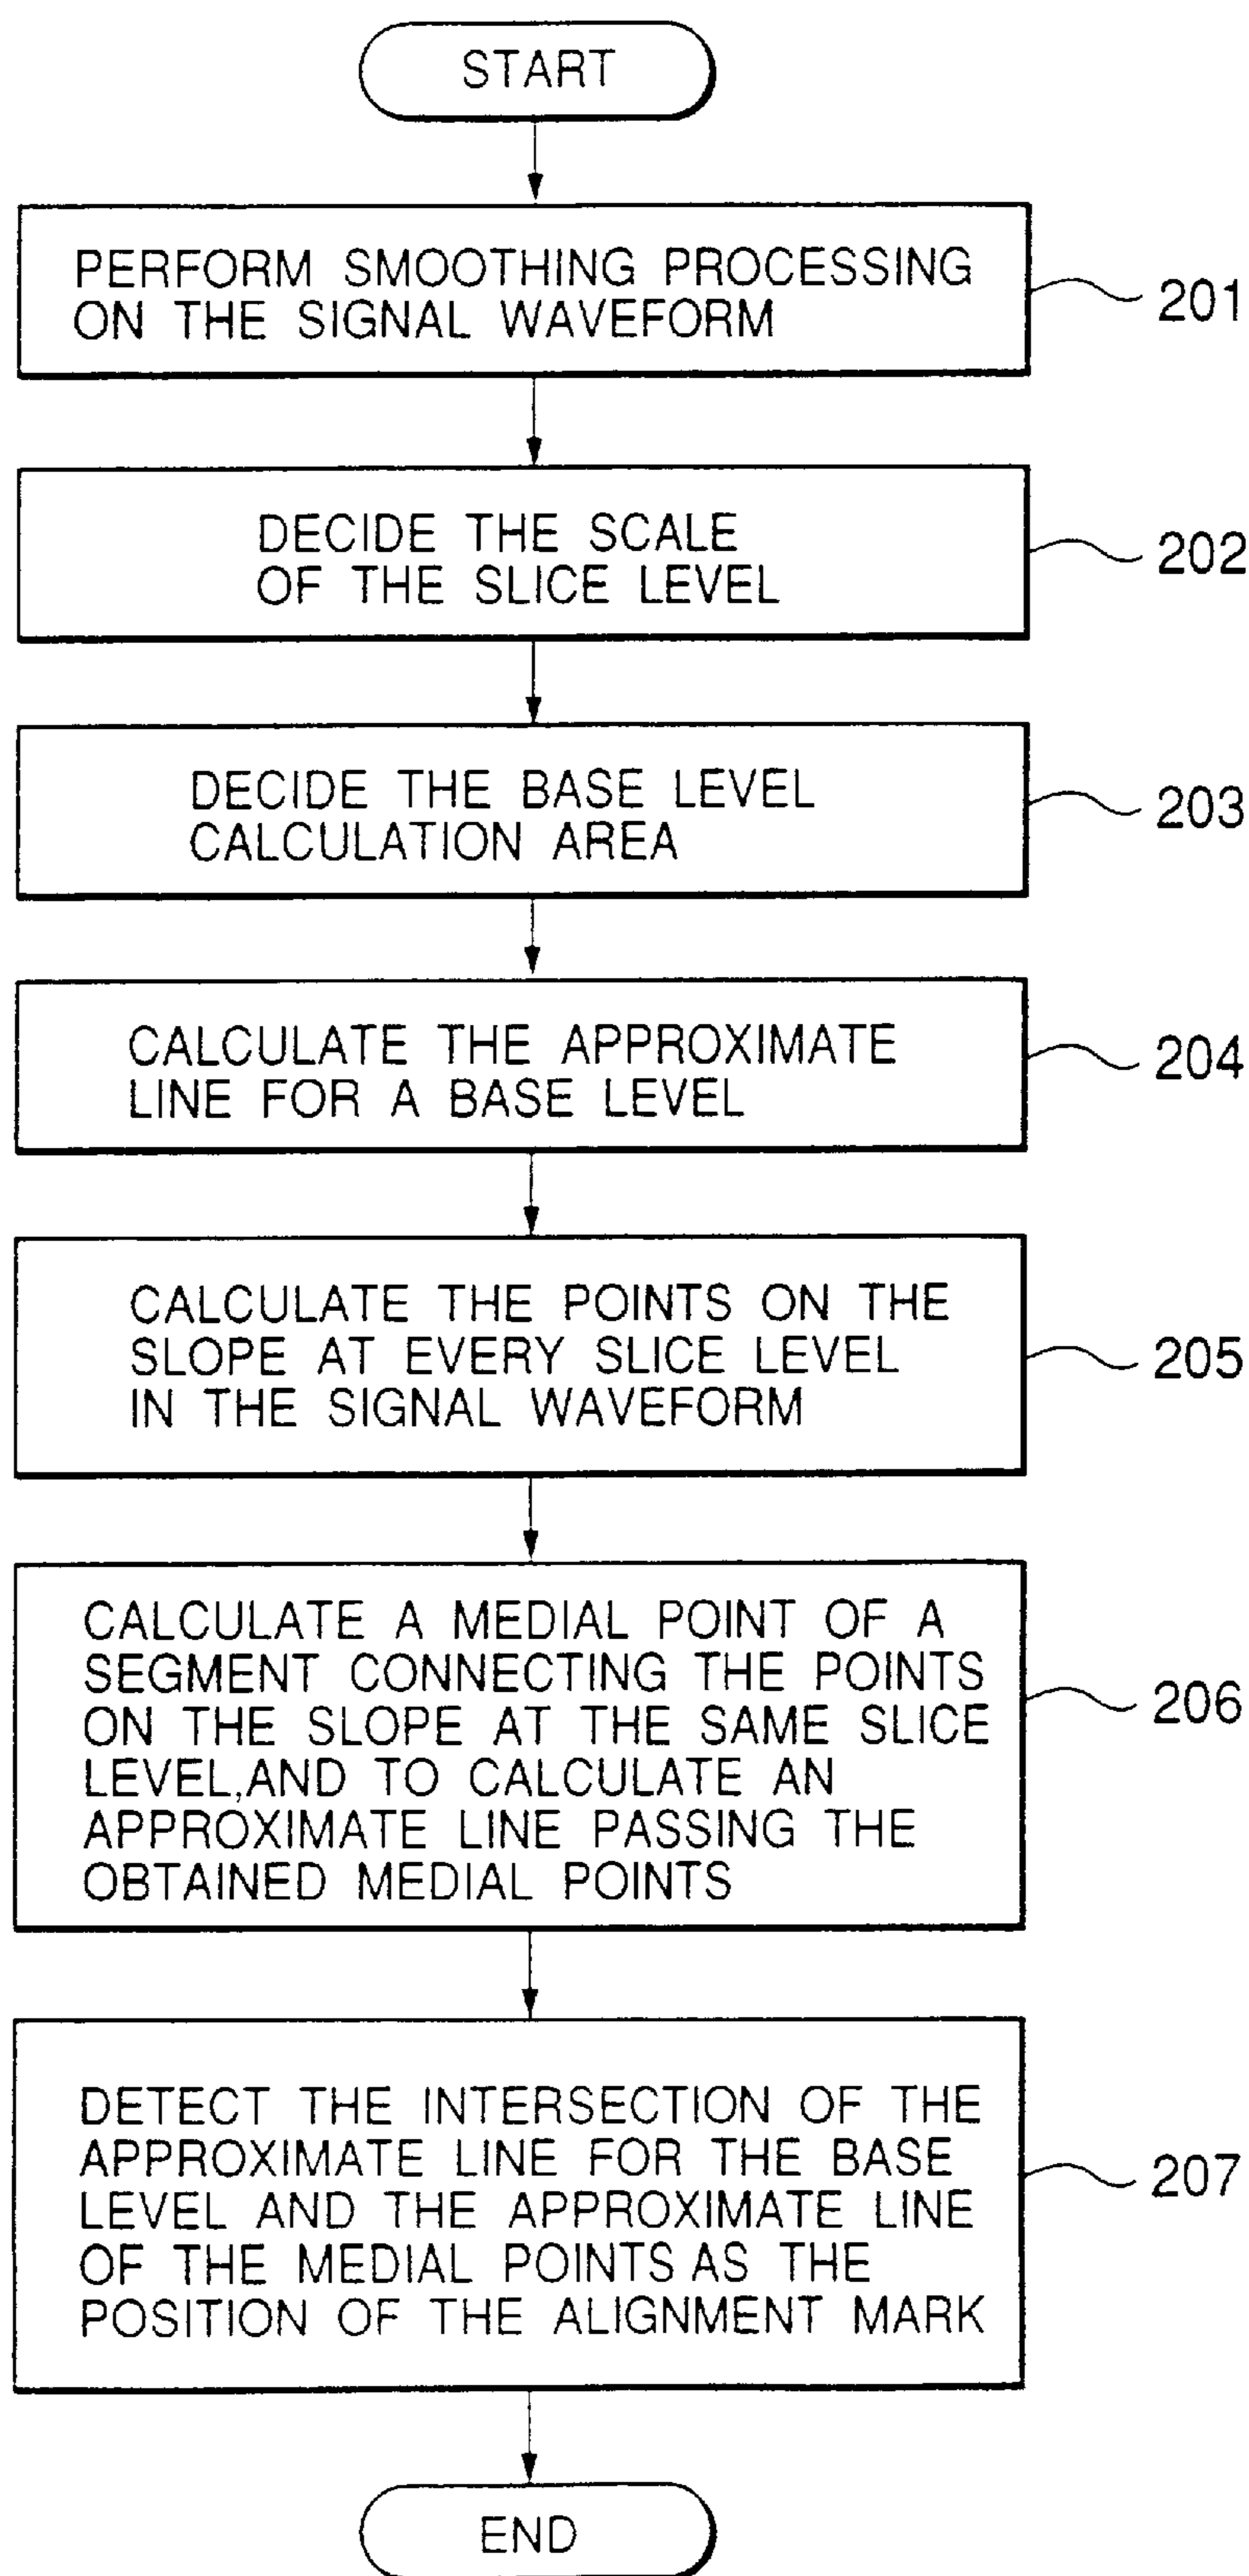 START
PERFORM SMOOTHING PROCESSING
ON THE SIGNAL WAVEFORM
201
DECIDE THE SCALE
OF THE SLICE LEVEL
202
DECIDE THE BASE LEVEL
CALCULATION AREA
203
CALCULATE THE APPROXIMATE
LINE FOR A BASE LEVEL
204
CALCULATE THE POINTS ON THE
SLOPE AT EVERY SLICE LEVEL
IN THE SIGNAL WAVEFORM
205
CALCULATE A MEDIAL POINT OF A
SEGMENT CONNECTING THE POINTS
ON THE SLOPE AT THE SAME SLICE
LEVEL,AND TO CALCULATE AN
APPROXIMATE LINE PASSING THE
OBTAINED MEDIAL POINTS
206
DETECT THE INTERSECTION OF THE
APPROXIMATE LINE FOR THE BASE
LEVEL AND THE APPROXIMATE LINE
OF THE MEDIAL POINTS AS THE
POSITION OF THE ALIGNMENT MARK
207
END